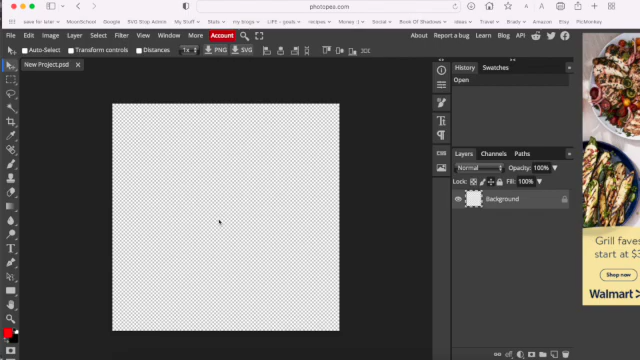 photopea.com
save for later MoonSchool Guides SVG Stop Admin My Stuff Stats my blogs LIFE - posts recipes Money :) Social Book Of Shadows ideas Travel Brady Amazon Etsy PicMonkey
File Edit Image Layer Select Filter View Window More Account About Report a bug Learn Blog API
Auto-Select Transform controls Distances 1x PNG SVG
New Project.psd
History Swatches
Open
CSS
Layers Channels Paths
Normal Opacity: 100%
Lock: Fill: 100%
Background
Grill faves
start at $3
Shop now
Walmart